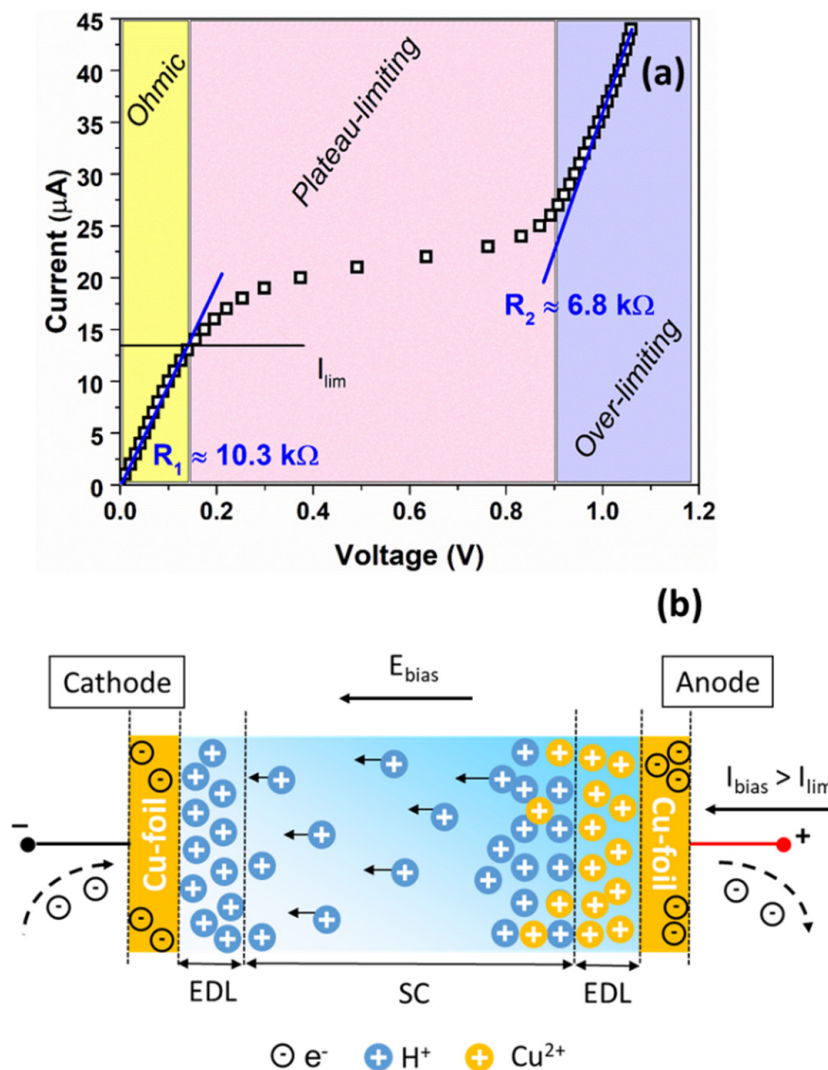 (a)
Ohmic
Plateau-limiting
Over-limiting
Current (μA)
45
40
35
30
25
20
15
10
5
0
I_lim
R₁ ≈ 10.3 kΩ
R₂ ≈ 6.8 kΩ
0.0 0.2 0.4 0.6 0.8 1.0 1.2
Voltage (V)
(b)
Cathode
E_bias
Anode
I_bias > I_lim
−
+
Cu-foil
Cu-foil
EDL SC EDL
e⁻ H⁺ Cu²⁺